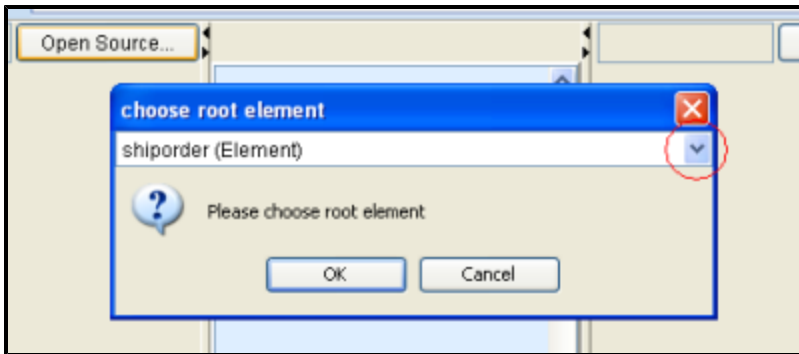 Open Source...
choose root element
shiporder (Element)
Please choose root element
OK
Cancel